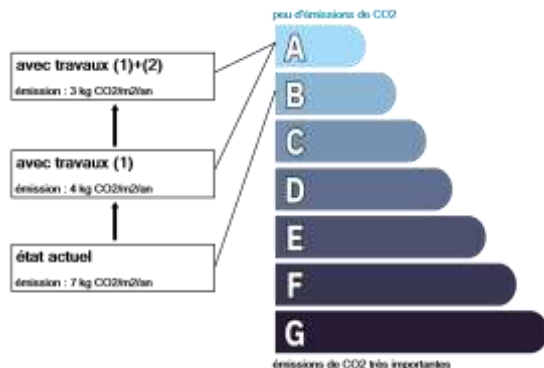 peu d'émissions de CO2
avec travaux (1)+(2)
émission : 3 kg CO2/m2/an
avec travaux (1)
émission : 4 kg CO2/m2/an
état actuel
émission : 7 kg CO2/m2/an
A
B
C
D
E
F
G
émissions de CO2 très importantes